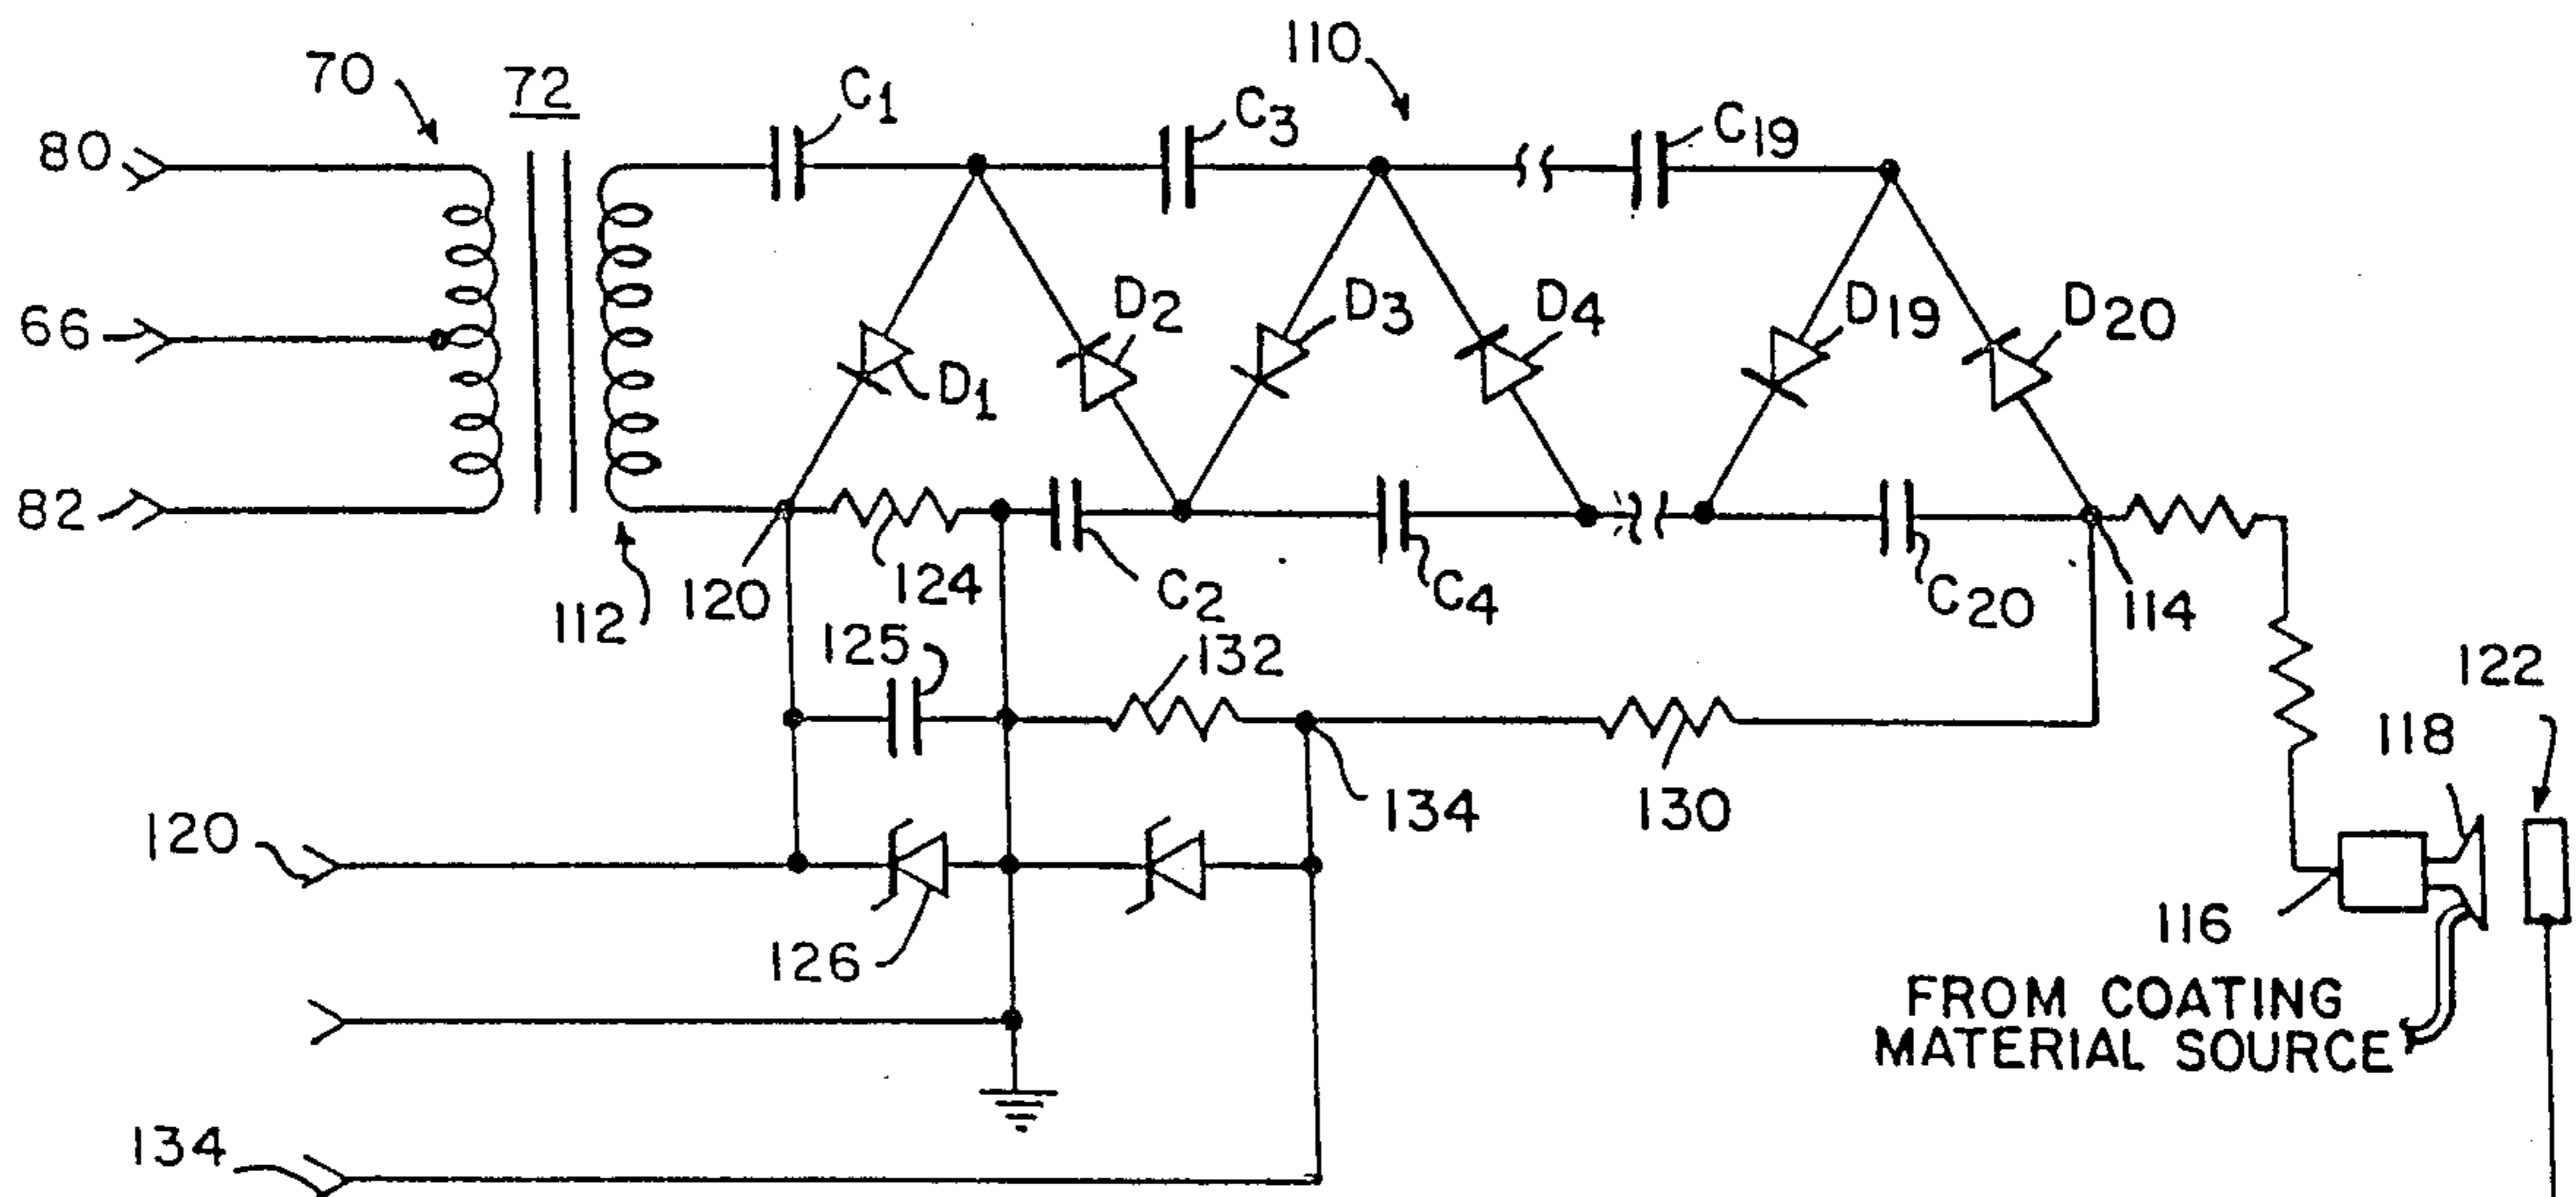 110
70
72
C1
C3
C19
80
66
D1
D2
D3
D4
D19
D20
82
112
120
124
C2
C4
C20
114
125
132
122
118
134
130
120
126
116
FROM COATING
MATERIAL SOURCE
134